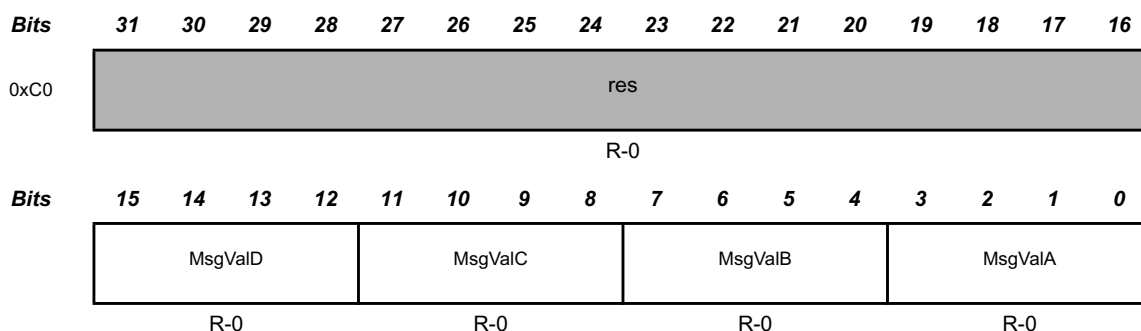 Bits 31 30 29 28 27 26 25 24 23 22 21 20 19 18 17 16
0xC0 res
R-0
Bits 15 14 13 12 11 10 9 8 7 6 5 4 3 2 1 0
MsgValD MsgValC MsgValB MsgValA
R-0 R-0 R-0 R-0